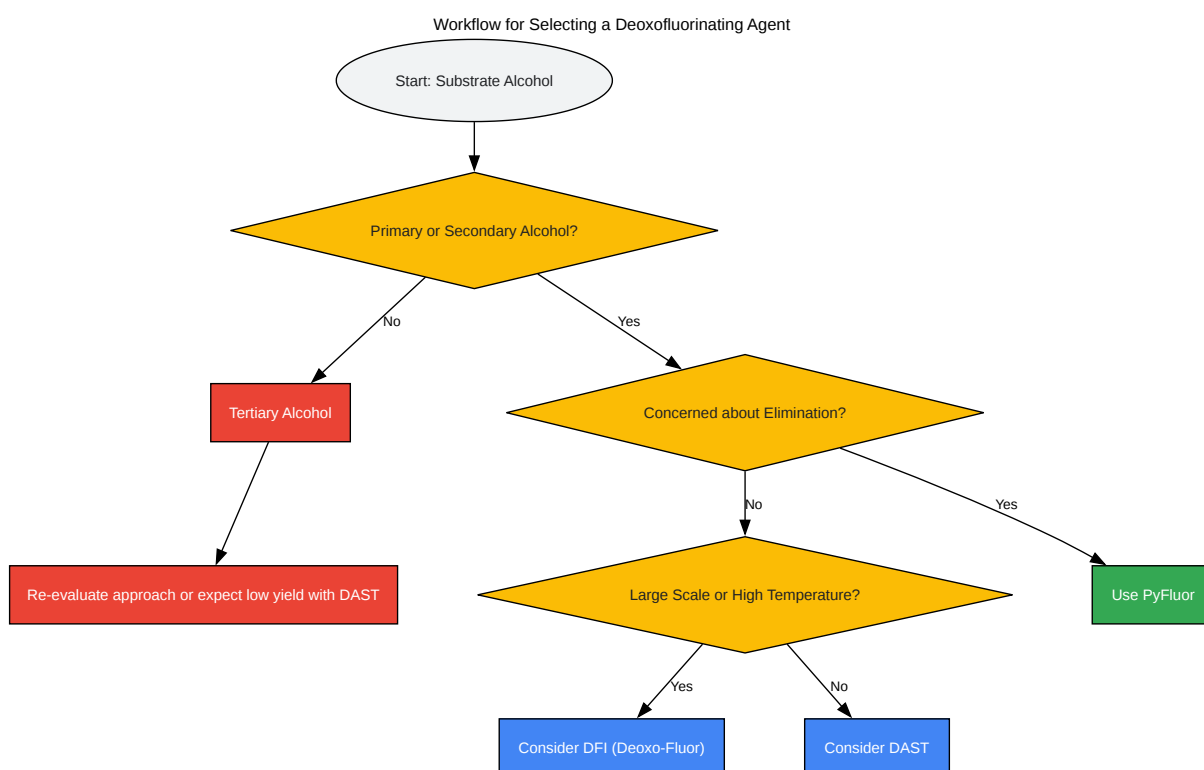 Workflow for Selecting a Deoxofluorinating Agent
Start: Substrate Alcohol
Primary or Secondary Alcohol?
No
Yes
Tertiary Alcohol
Concerned about Elimination?
No
Yes
Re-evaluate approach or expect low yield with DAST
Large Scale or High Temperature?
Use PyFluor
Yes
No
Consider DFI (Deoxo-Fluor)
Consider DAST